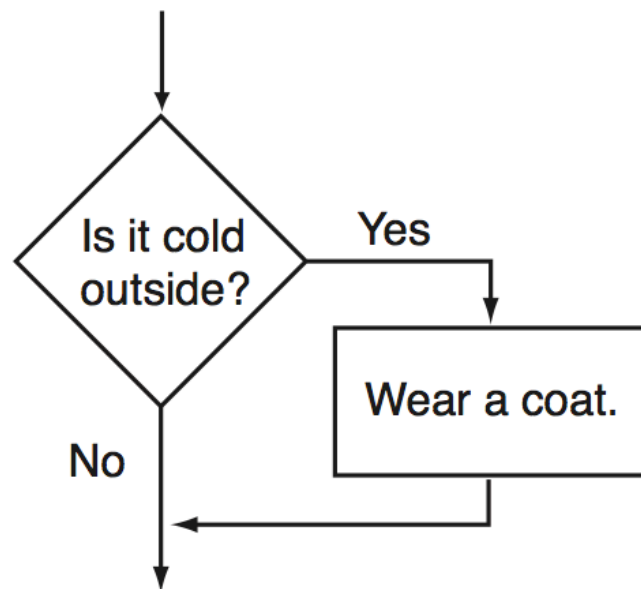 Is it cold
outside?
Yes
Wear a coat.
No